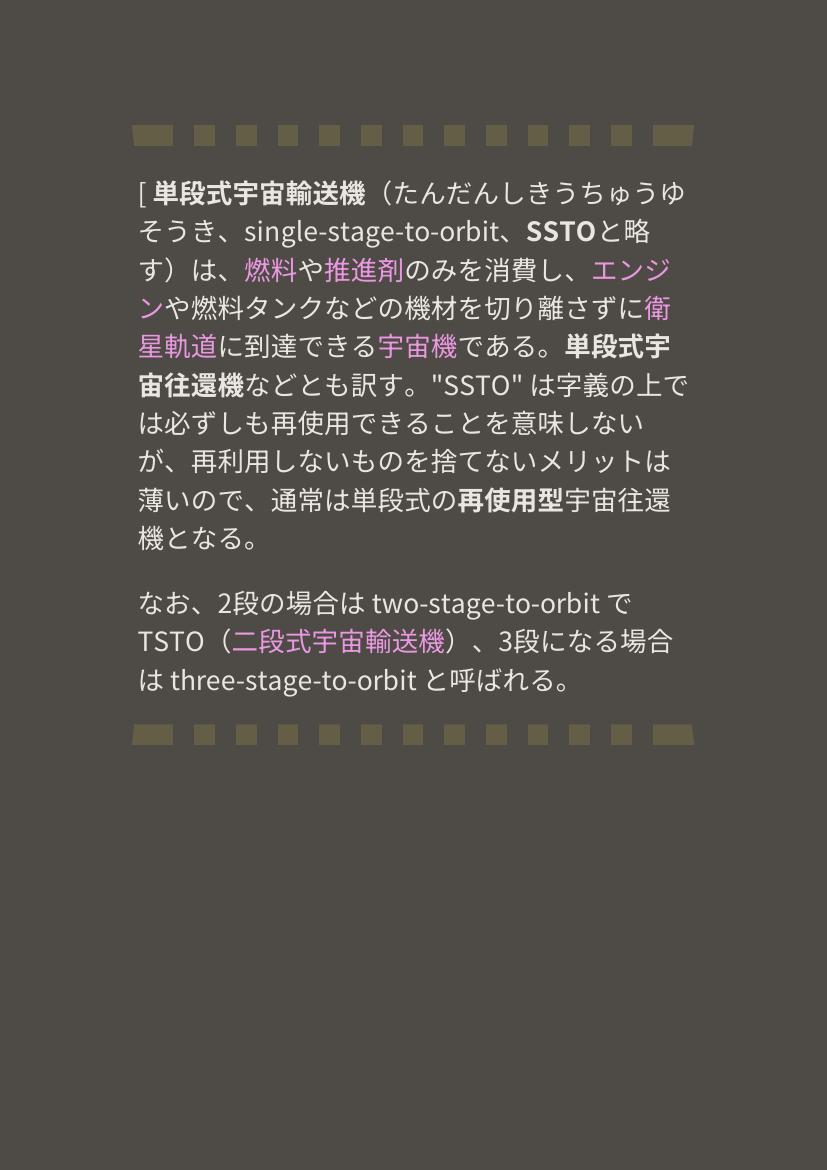 [ 単段式宇宙輸送機（たんだんしきうちゅうゆ
そうき、single-stage-to-orbit、SSTOと略
す）は、燃料や推進剤のみを消費し、エンジ
ンや燃料タンクなどの機材を切り離さずに衛
星軌道に到達できる宇宙機である。単段式宇
宙往還機などとも訳す。"SSTO" は字義の上で
は必ずしも再使用できることを意味しない
が、再利用しないものを捨てないメリットは
薄いので、通常は単段式の再使用型宇宙往還
機となる。
なお、2段の場合は two-stage-to-orbit で
TSTO（二段式宇宙輸送機）、3段になる場合
は three-stage-to-orbit と呼ばれる。